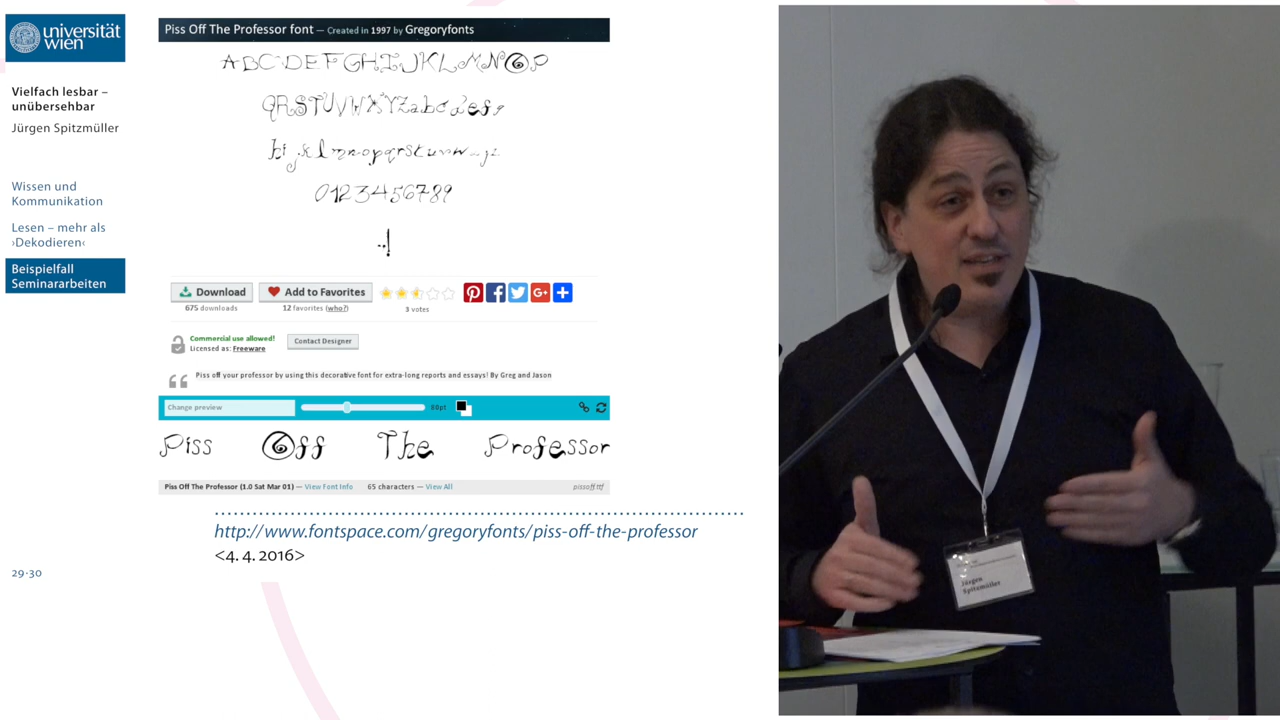 universität
wien
Vielfach lesbar –
unübersehbar
Jürgen Spitzmüller
Wissen und
Kommunikation
Lesen – mehr als
›Dekodieren‹
Beispielfall
Seminararbeiten
29-30
Piss Off The Professor font — Created in 1997 by Gregoryfonts
ABCDEFGHIJKLMNOP
QRSTUVWXYZabcdefg
hijklmnopqrstuvwxyz
0123456789
.,!
Download
Add to Favorites
675 downloads
12 favorites (who?)
3 votes
Commercial use allowed!
Licensed as: Freeware
Contact Designer
Piss off your professor by using this decorative font for extra-long reports and essays! By Greg and Jason
Change preview
80pt
Piss Off The Professor
Piss Off The Professor (1.0 Sat Mar 01) — View Font Info 65 characters — View All
pissoff.ttf
http://www.fontspace.com/gregoryfonts/piss-off-the-professor
<4. 4. 2016>
Jürgen
Spitzmüller